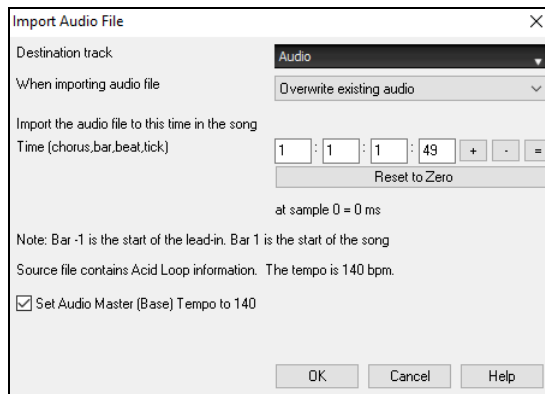 Import Audio File
Destination track Audio
When importing audio file Overwrite existing audio
Import the audio file to this time in the song
Time (chorus,bar,beat,tick) 1 : 1 : 1 : 49 + - =
Reset to Zero
at sample 0 = 0 ms
Note: Bar -1 is the start of the lead-in. Bar 1 is the start of the song
Source file contains Acid Loop information. The tempo is 140 bpm.
Set Audio Master (Base) Tempo to 140
OK Cancel Help